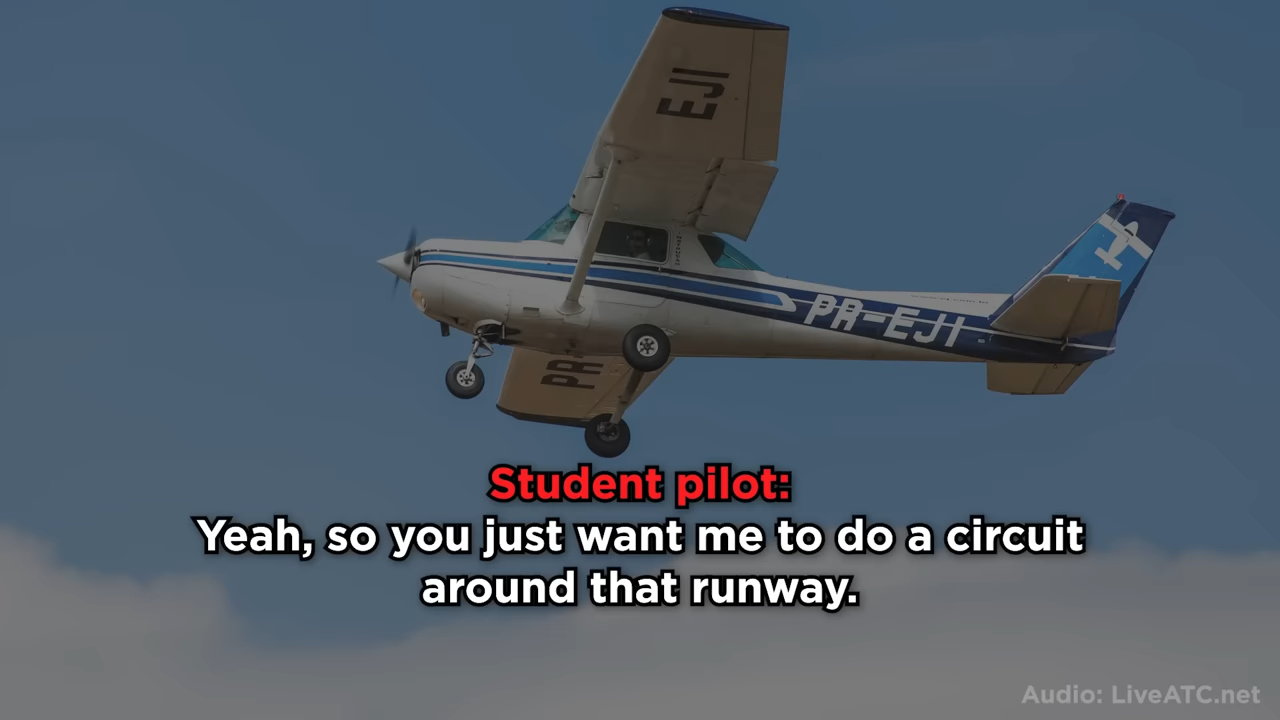 EJI
PR-EJI
PR
Student pilot:
Yeah, so you just want me to do a circuit
around that runway.
Audio: LiveATC.net